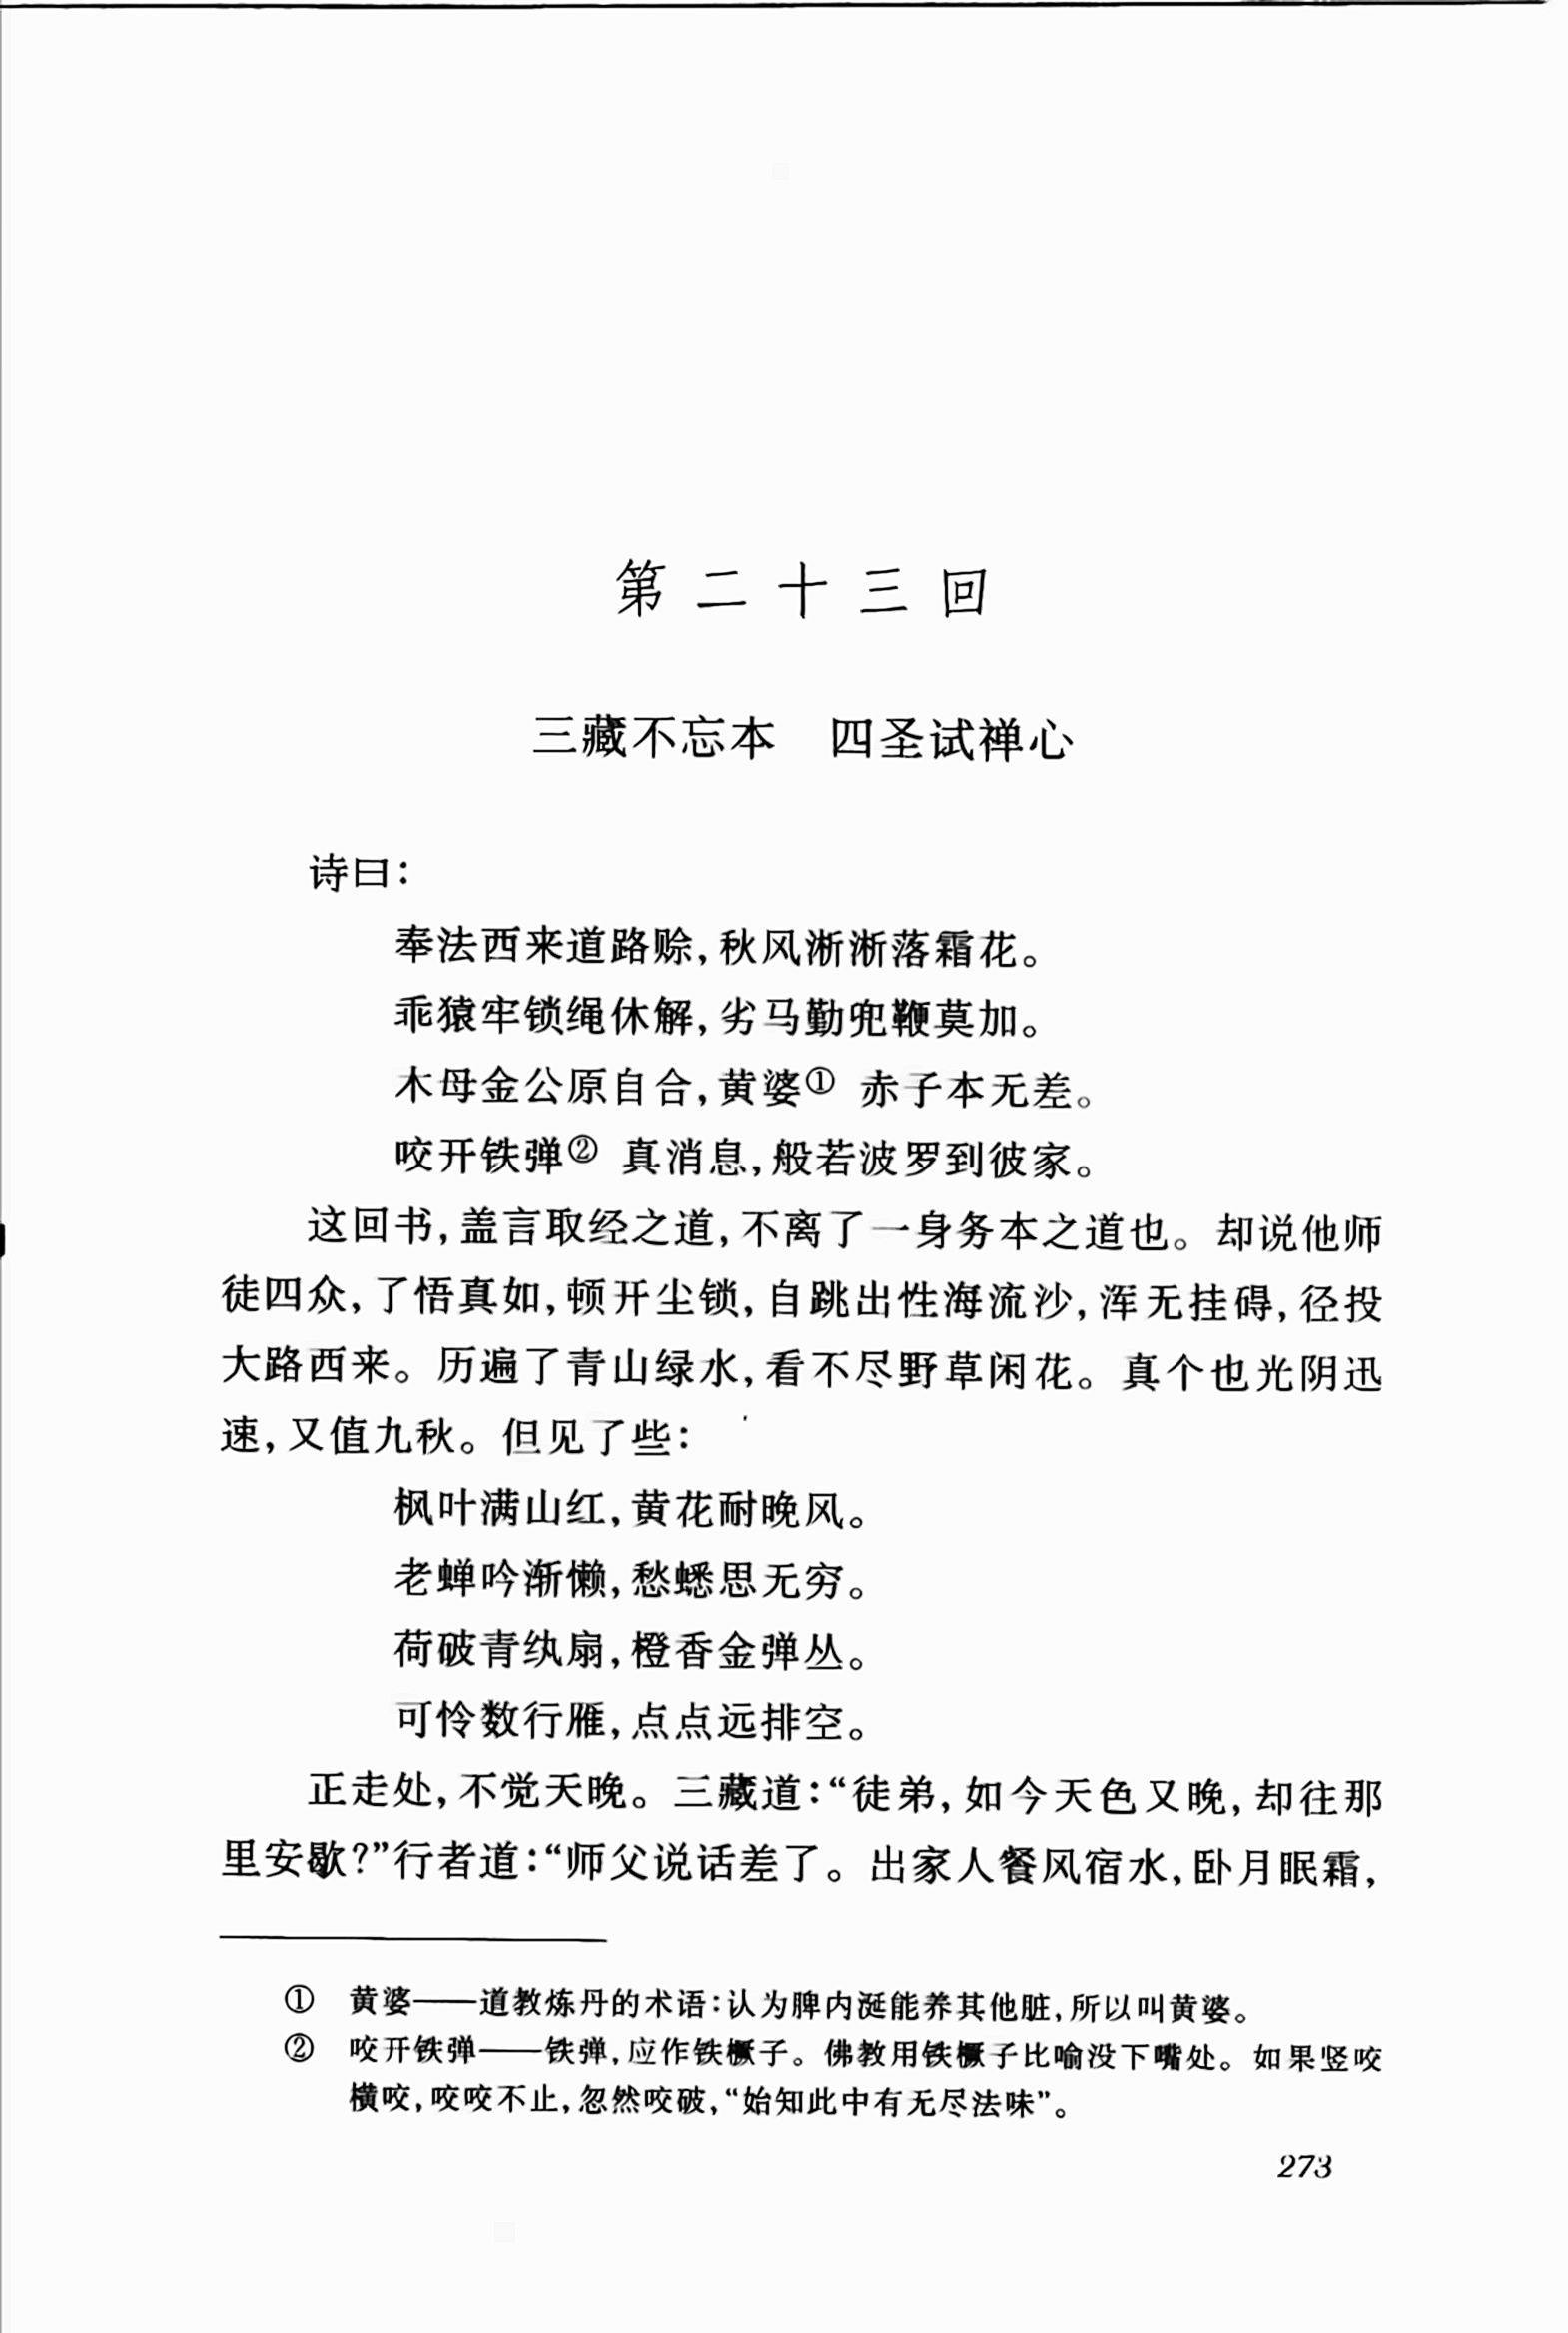 第二十三回
三藏不忘本 四圣试禅心
诗曰：
奉法西来道路赊，秋风淅淅落霜花。
乖猿牢锁绳休解，劣马勤兜鞭莫加。
木母金公原自合，黄婆① 赤子本无差。
咬开铁弹② 真消息，般若波罗到彼家。
这回书，盖言取经之道，不离了一身务本之道也。却说他师
徒四众，了悟真如，顿开尘锁，自跳出性海流沙，浑无挂碍，径投
大路西来。历遍了青山绿水，看不尽野草闲花。真个也光阴迅
速，又值九秋。但见了些：
枫叶满山红，黄花耐晚风。
老蝉吟渐懒，愁蟋思无穷。
荷破青纨扇，橙香金弹丛。
可怜数行雁，点点远排空。
正走处，不觉天晚。三藏道：“徒弟，如今天色又晚，却往那
里安歇？”行者道：“师父说话差了。出家人餐风宿水，卧月眠霜，
① 黄婆——道教炼丹的术语：认为脾内涎能养其他脏，所以叫黄婆。
② 咬开铁弹——铁弹，应作铁橛子。佛教用铁橛子比喻没下嘴处。如果竖咬
横咬，咬咬不止，忽然咬破，“始知此中有无尽法味”。
273